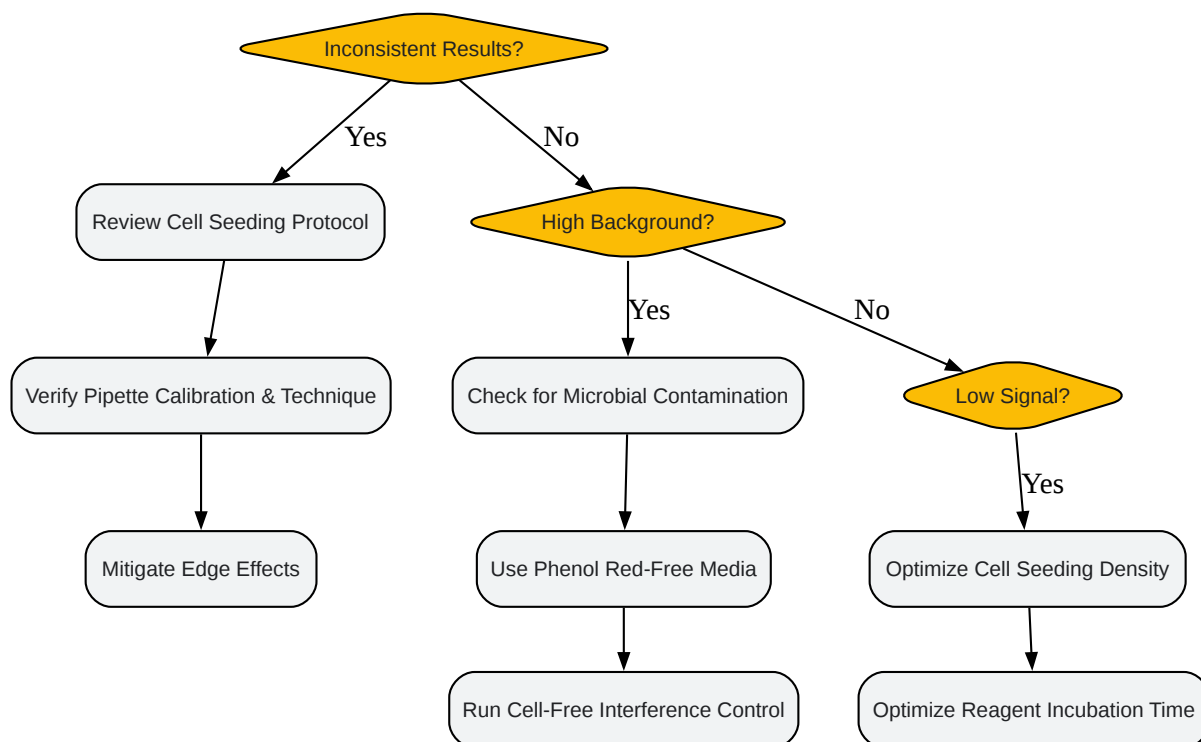 Inconsistent Results?
Yes
No
Review Cell Seeding Protocol
High Background?
Yes
No
Verify Pipette Calibration & Technique
Check for Microbial Contamination
Low Signal?
Yes
Mitigate Edge Effects
Use Phenol Red-Free Media
Optimize Cell Seeding Density
Run Cell-Free Interference Control
Optimize Reagent Incubation Time